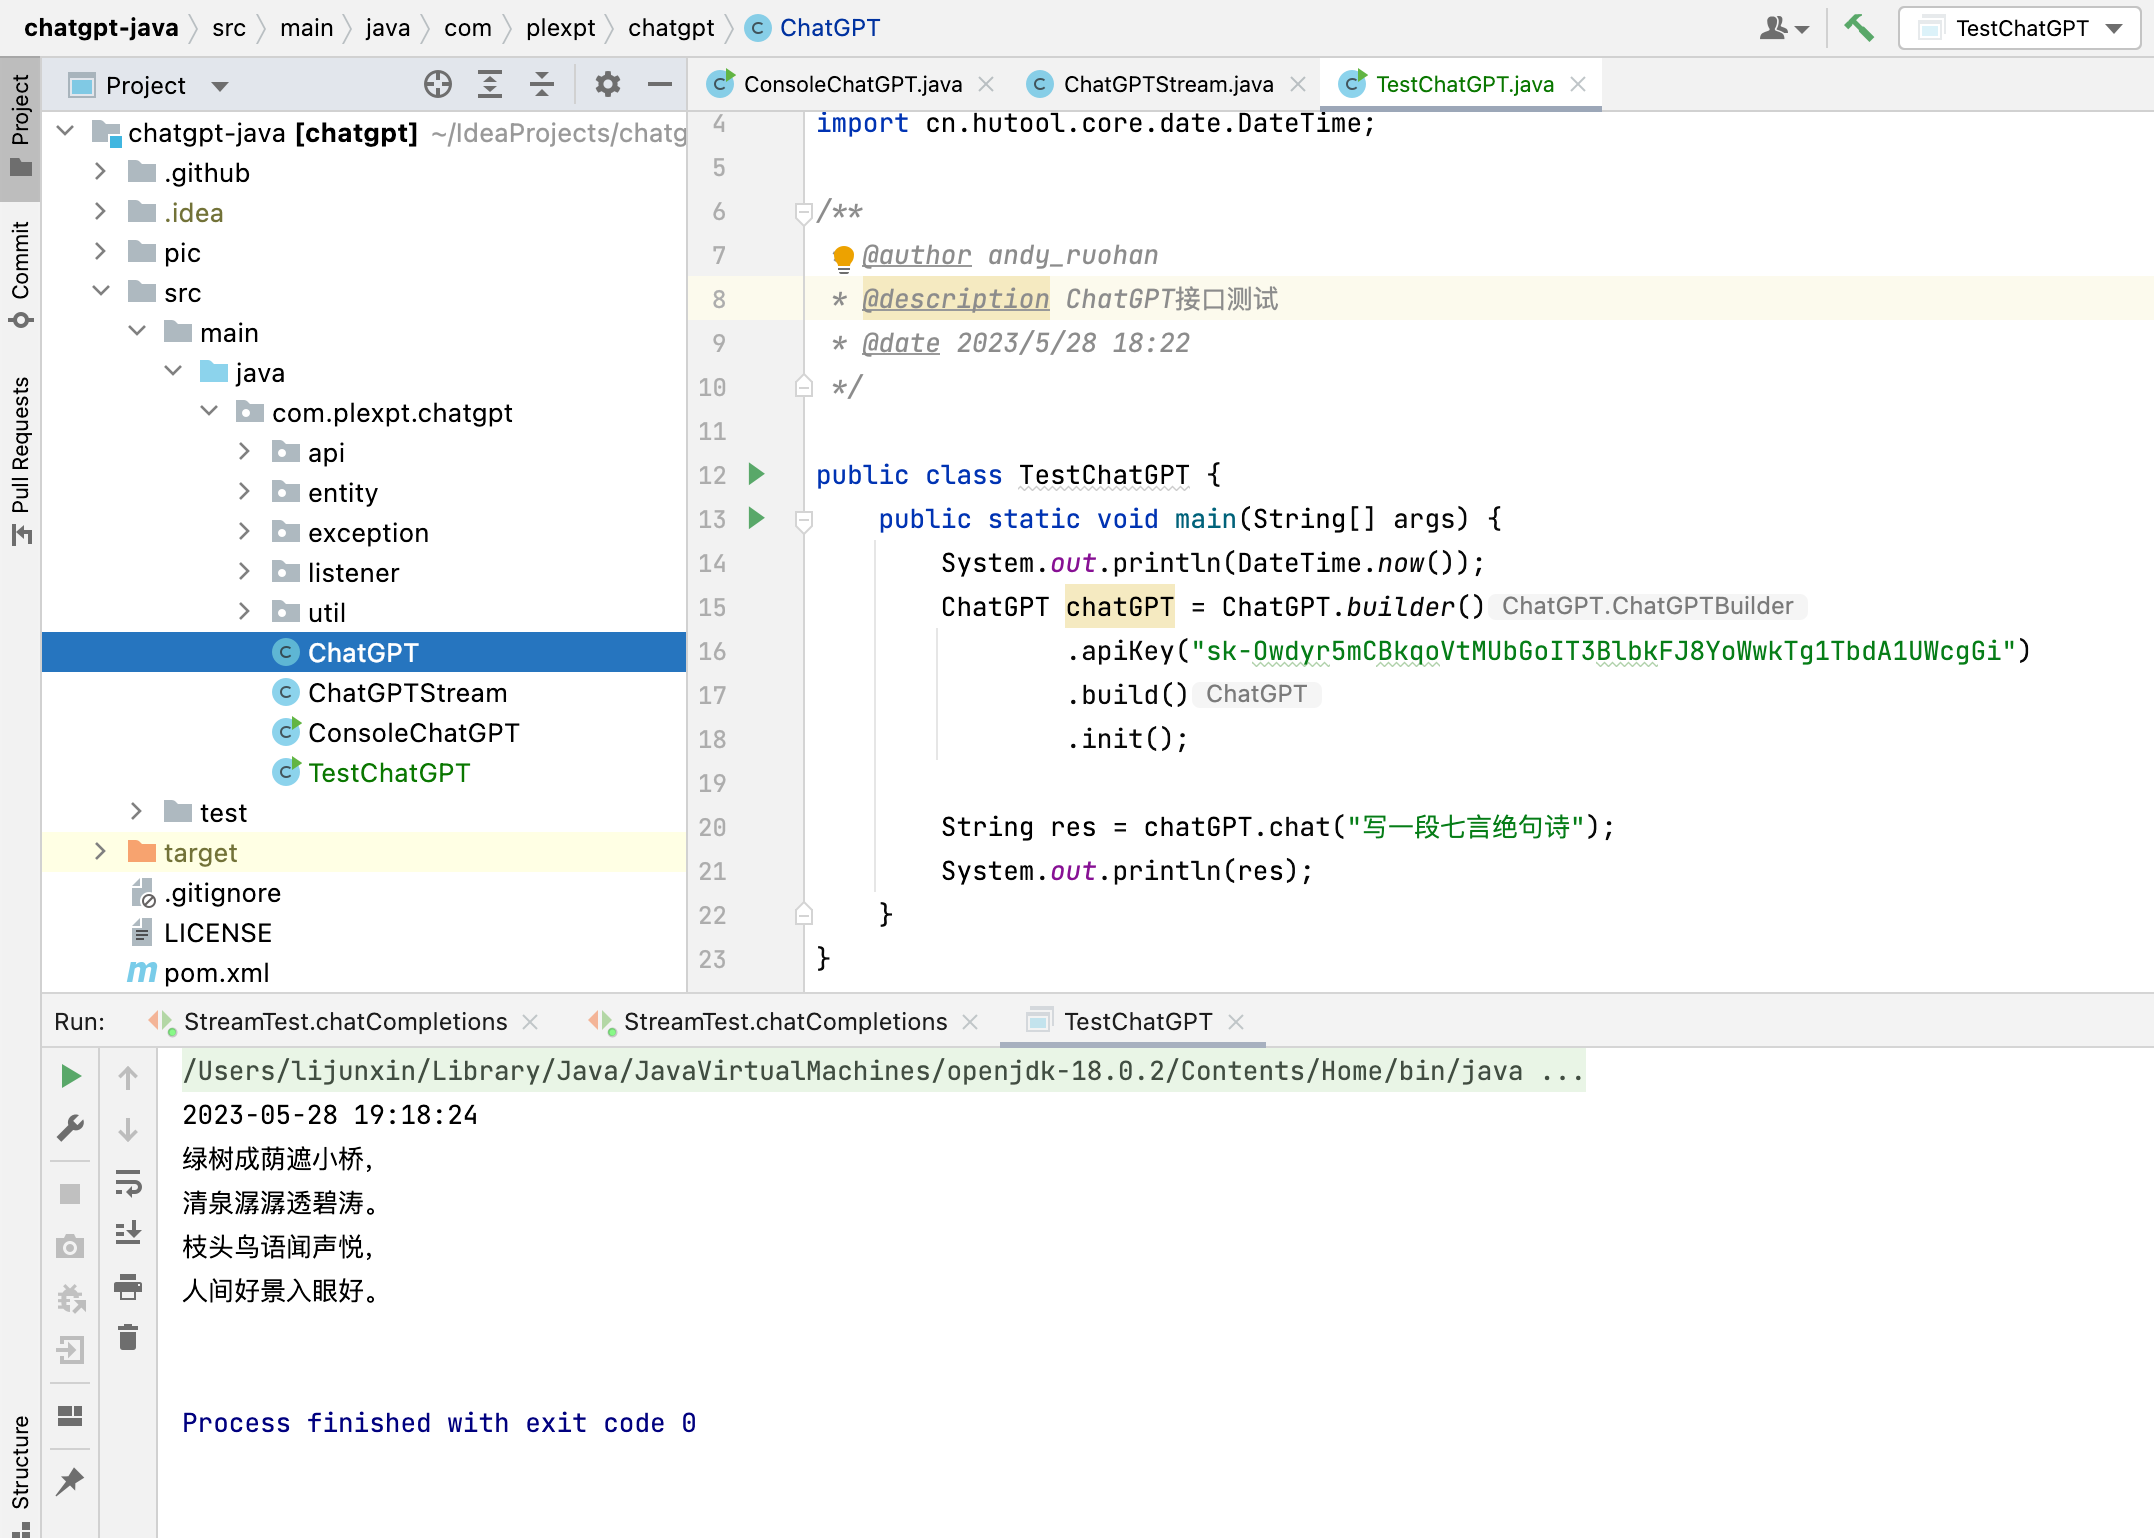 chatgpt-java src main java com plexpt chatgpt ChatGPT TestChatGPT
Project
Commit
Pull Requests
Structure
Project
chatgpt-java [chatgpt] ~/IdeaProjects/chatg
.github
.idea
pic
src
main
java
com.plexpt.chatgpt
api
entity
exception
listener
util
ChatGPT
ChatGPTStream
ConsoleChatGPT
TestChatGPT
test
target
.gitignore
LICENSE
pom.xml
ConsoleChatGPT.java ChatGPTStream.java TestChatGPT.java
4 import cn.hutool.core.date.DateTime;
5
6 /**
7 @author andy_ruohan
8 * @description ChatGPT接口测试
9 * @date 2023/5/28 18:22
10 */
11
12 public class TestChatGPT {
13 public static void main(String[] args) {
14 System.out.println(DateTime.now());
15 ChatGPT chatGPT = ChatGPT.builder() ChatGPT.ChatGPTBuilder
16 .apiKey("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")
17 .build() ChatGPT
18 .init();
19
20 String res = chatGPT.chat("写一段七言绝句诗");
21 System.out.println(res);
22 }
23 }
Run: StreamTest.chatCompletions StreamTest.chatCompletions TestChatGPT
/Users/lijunxin/Library/Java/JavaVirtualMachines/openjdk-18.0.2/Contents/Home/bin/java ...
2023-05-28 19:18:24
绿树成荫遮小桥，
清泉潺潺透碧涛。
枝头鸟语闻声悦，
人间好景入眼好。
Process finished with exit code 0